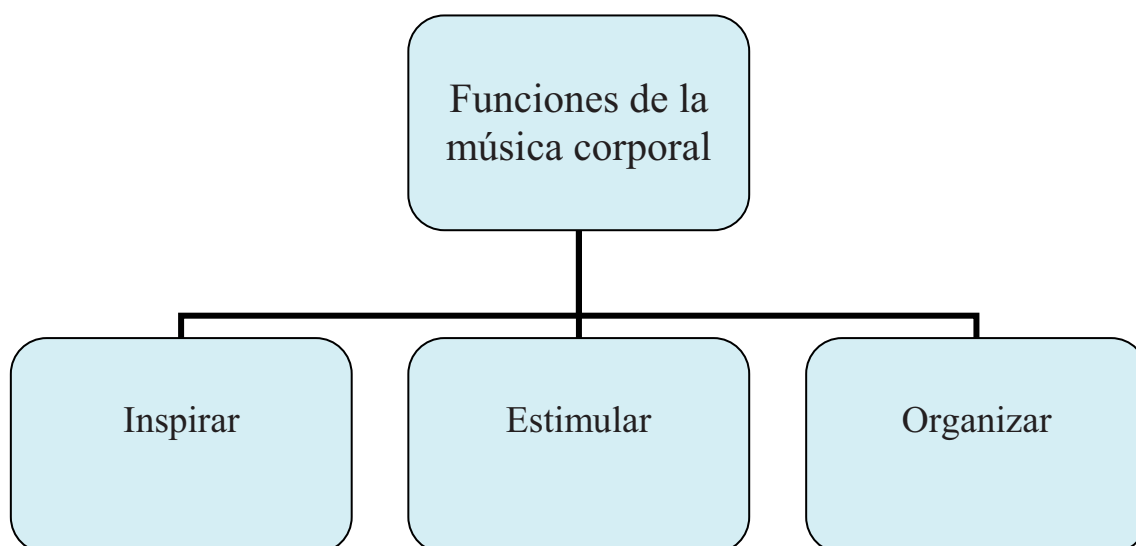 Funciones de la
música corporal
Inspirar
Estimular
Organizar